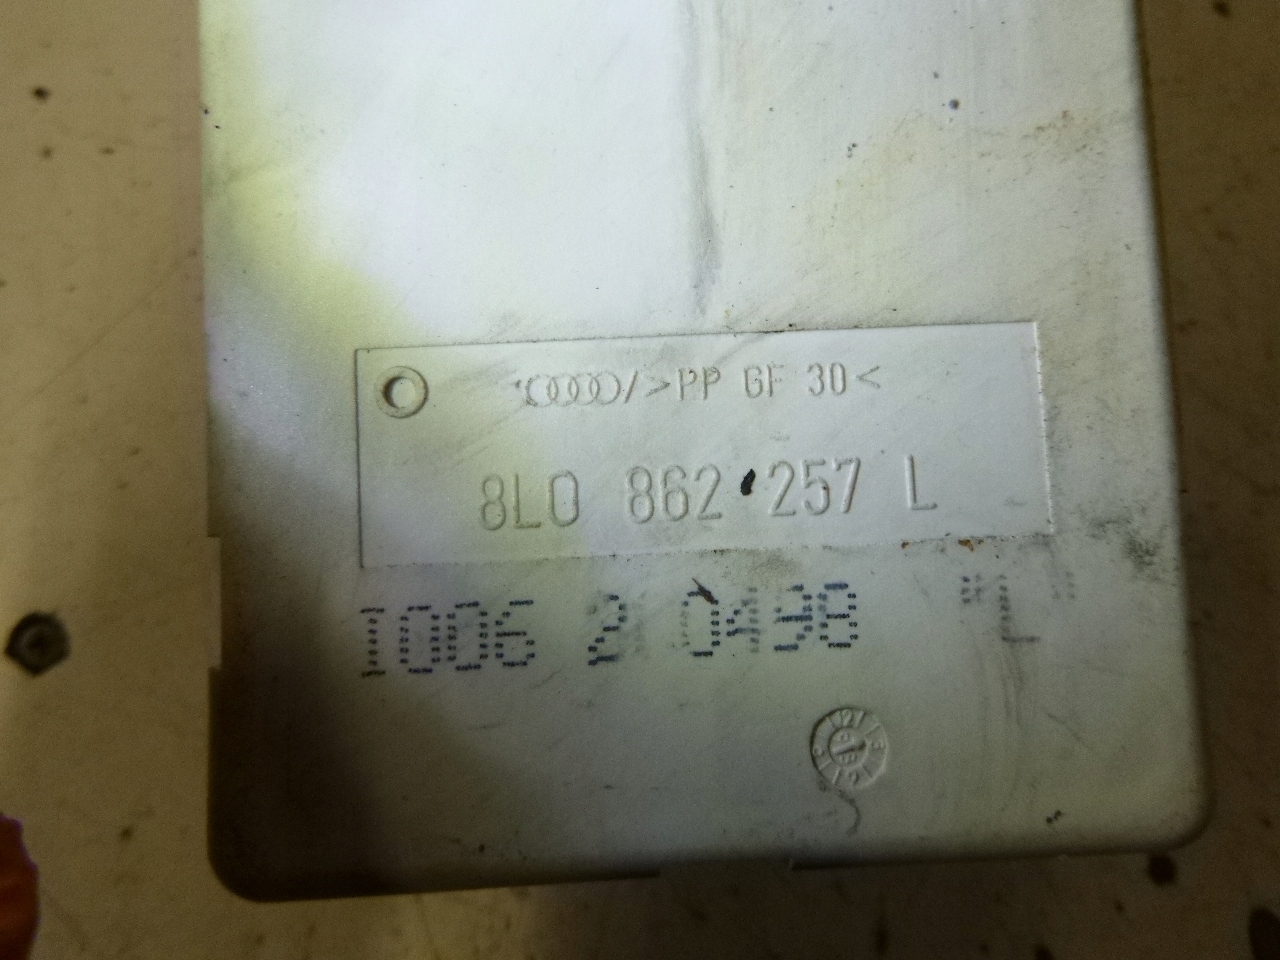 />PP GF 30<
8L0 862 257 L
1006 2 0498 "L"